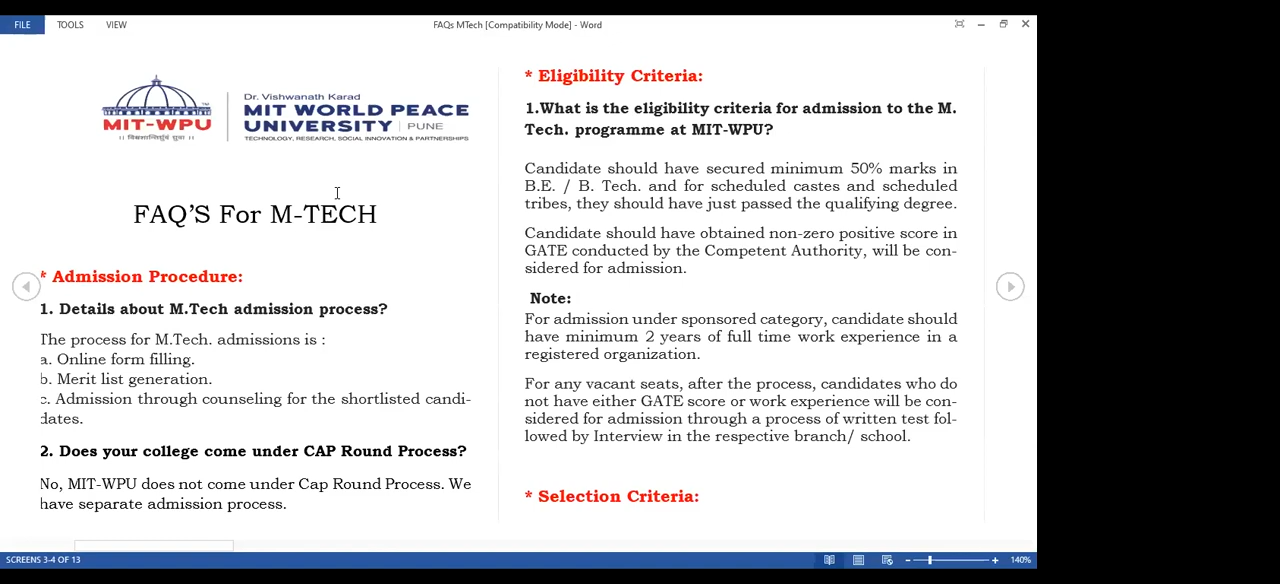 FILE TOOLS VIEW FAQs MTech [Compatibility Mode] - Word
MIT-WPU
|| विश्वशान्तिर्ध्रुवं ध्रुवा ||
Dr. Vishwanath Karad
MIT WORLD PEACE
UNIVERSITY | PUNE
TECHNOLOGY, RESEARCH, SOCIAL INNOVATION & PARTNERSHIPS
FAQ'S For M-TECH
* Admission Procedure:
1. Details about M.Tech admission process?
The process for M.Tech. admissions is :
a. Online form filling.
b. Merit list generation.
c. Admission through counseling for the shortlisted candi-
dates.
2. Does your college come under CAP Round Process?
No, MIT-WPU does not come under Cap Round Process. We
have separate admission process.
* Eligibility Criteria:
1.What is the eligibility criteria for admission to the M.
Tech. programme at MIT-WPU?
Candidate should have secured minimum 50% marks in
B.E. / B. Tech. and for scheduled castes and scheduled
tribes, they should have just passed the qualifying degree.
Candidate should have obtained non-zero positive score in
GATE conducted by the Competent Authority, will be con-
sidered for admission.
Note:
For admission under sponsored category, candidate should
have minimum 2 years of full time work experience in a
registered organization.
For any vacant seats, after the process, candidates who do
not have either GATE score or work experience will be con-
sidered for admission through a process of written test fol-
lowed by Interview in the respective branch/ school.
* Selection Criteria:
SCREENS 3-4 OF 13 140%